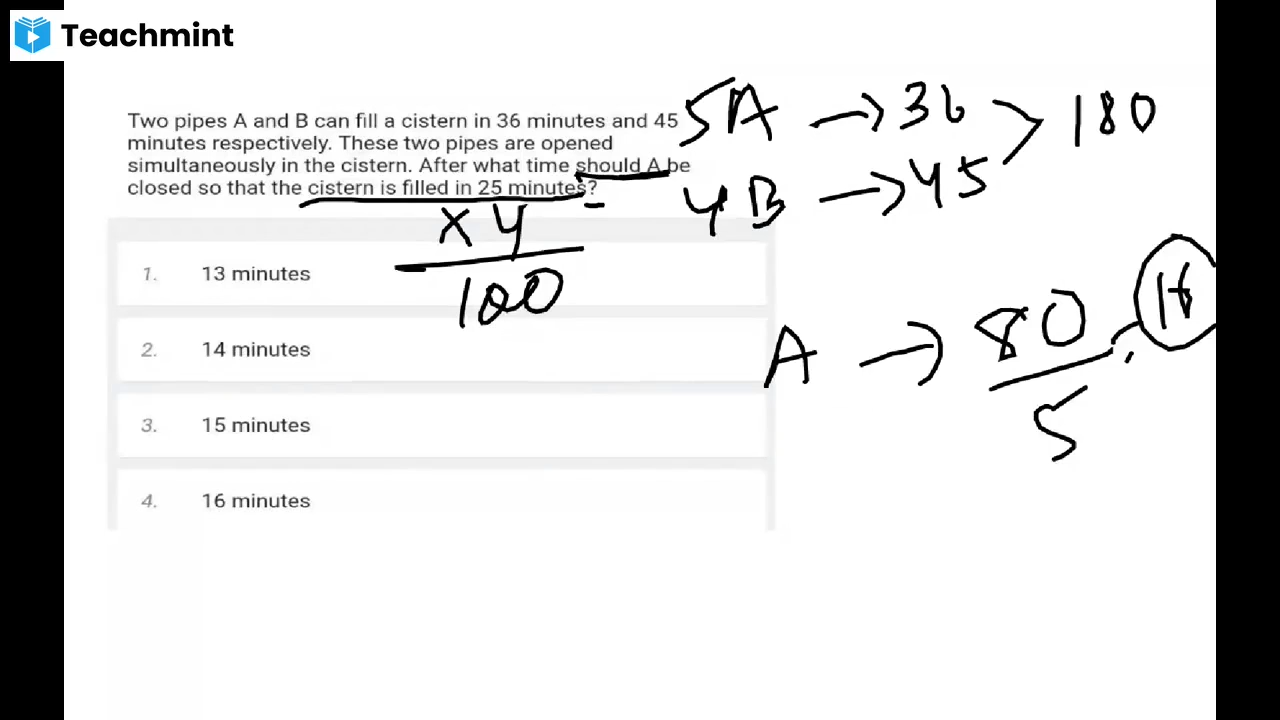 Teachmint
Two pipes A and B can fill a cistern in 36 minutes and 45
minutes respectively. These two pipes are opened
simultaneously in the cistern. After what time should A be
closed so that the cistern is filled in 25 minutes?
1. 13 minutes
2. 14 minutes
3. 15 minutes
4. 16 minutes
× 4
100
5A → 36 > 180
4B → 45
A → 80
5
16